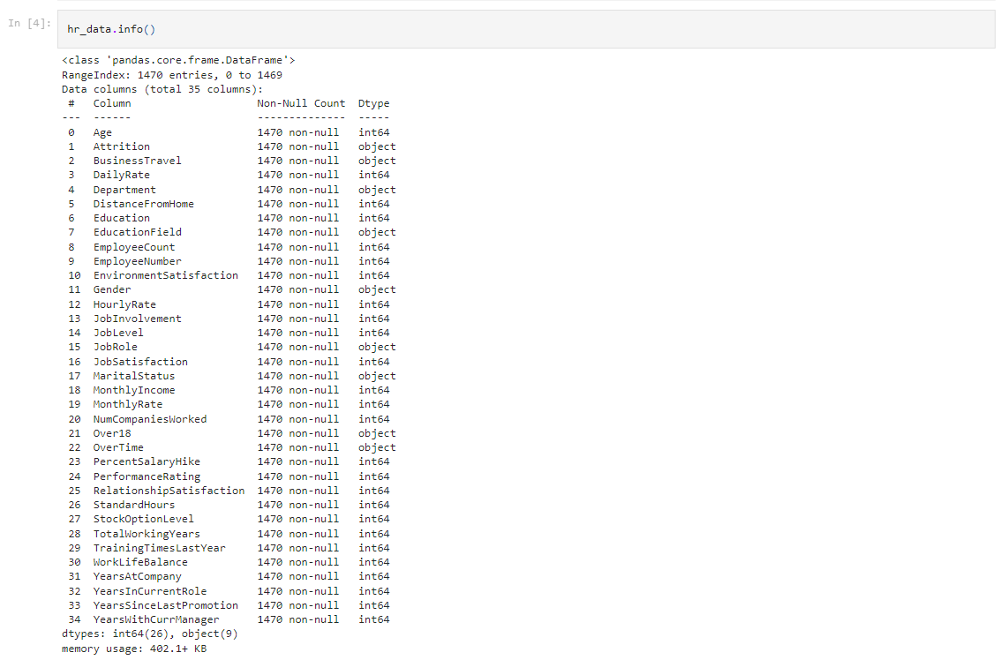 In [4]:
hr_data.info()
<class 'pandas.core.frame.DataFrame'>
RangeIndex: 1470 entries, 0 to 1469
Data columns (total 35 columns):
 #   Column                    Non-Null Count  Dtype
---  ------                    --------------  -----
 0   Age                       1470 non-null   int64
 1   Attrition                 1470 non-null   object
 2   BusinessTravel            1470 non-null   object
 3   DailyRate                 1470 non-null   int64
 4   Department                1470 non-null   object
 5   DistanceFromHome          1470 non-null   int64
 6   Education                 1470 non-null   int64
 7   EducationField            1470 non-null   object
 8   EmployeeCount             1470 non-null   int64
 9   EmployeeNumber            1470 non-null   int64
 10  EnvironmentSatisfaction   1470 non-null   int64
 11  Gender                    1470 non-null   object
 12  HourlyRate                1470 non-null   int64
 13  JobInvolvement            1470 non-null   int64
 14  JobLevel                  1470 non-null   int64
 15  JobRole                   1470 non-null   object
 16  JobSatisfaction           1470 non-null   int64
 17  MaritalStatus             1470 non-null   object
 18  MonthlyIncome             1470 non-null   int64
 19  MonthlyRate               1470 non-null   int64
 20  NumCompaniesWorked        1470 non-null   int64
 21  Over18                    1470 non-null   object
 22  OverTime                  1470 non-null   object
 23  PercentSalaryHike         1470 non-null   int64
 24  PerformanceRating         1470 non-null   int64
 25  RelationshipSatisfaction  1470 non-null   int64
 26  StandardHours             1470 non-null   int64
 27  StockOptionLevel          1470 non-null   int64
 28  TotalWorkingYears         1470 non-null   int64
 29  TrainingTimesLastYear     1470 non-null   int64
 30  WorkLifeBalance           1470 non-null   int64
 31  YearsAtCompany            1470 non-null   int64
 32  YearsInCurrentRole        1470 non-null   int64
 33  YearsSinceLastPromotion   1470 non-null   int64
 34  YearsWithCurrManager      1470 non-null   int64
dtypes: int64(26), object(9)
memory usage: 402.1+ KB